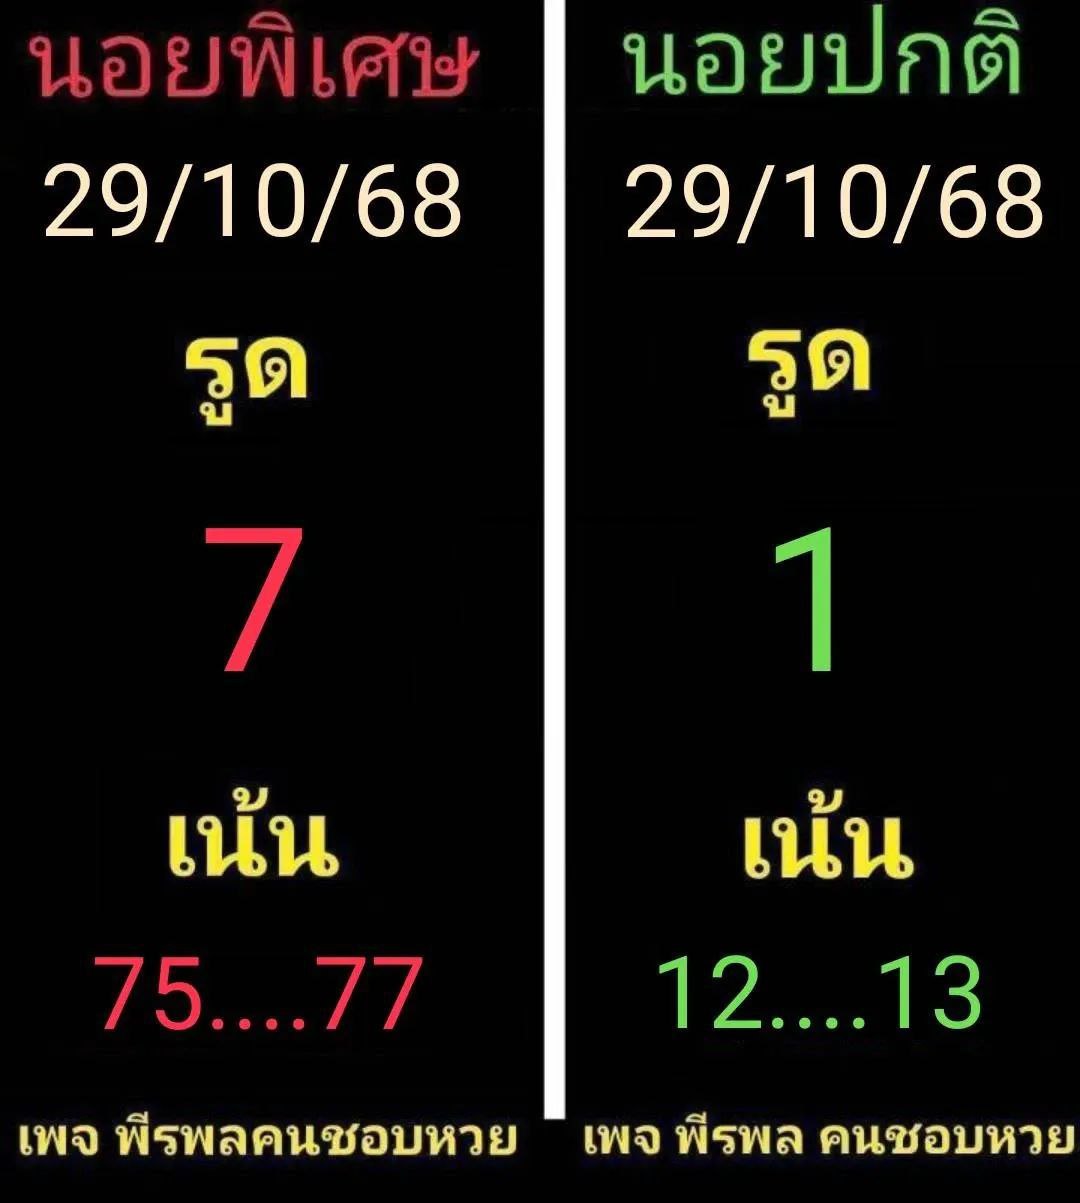 นอยพิเศษ
29/10/68
รูด
7
เน้น
75....77
เพจ พีรพลคนชอบหวย
นอยปกติ
29/10/68
รูด
1
เน้น
12....13
เพจ พีรพล คนชอบหวย